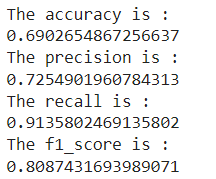 The accuracy is :
0.6902654867256637
The precision is :
0.7254901960784313
The recall is :
0.9135802469135802
The f1_score is :
0.8087431693989071